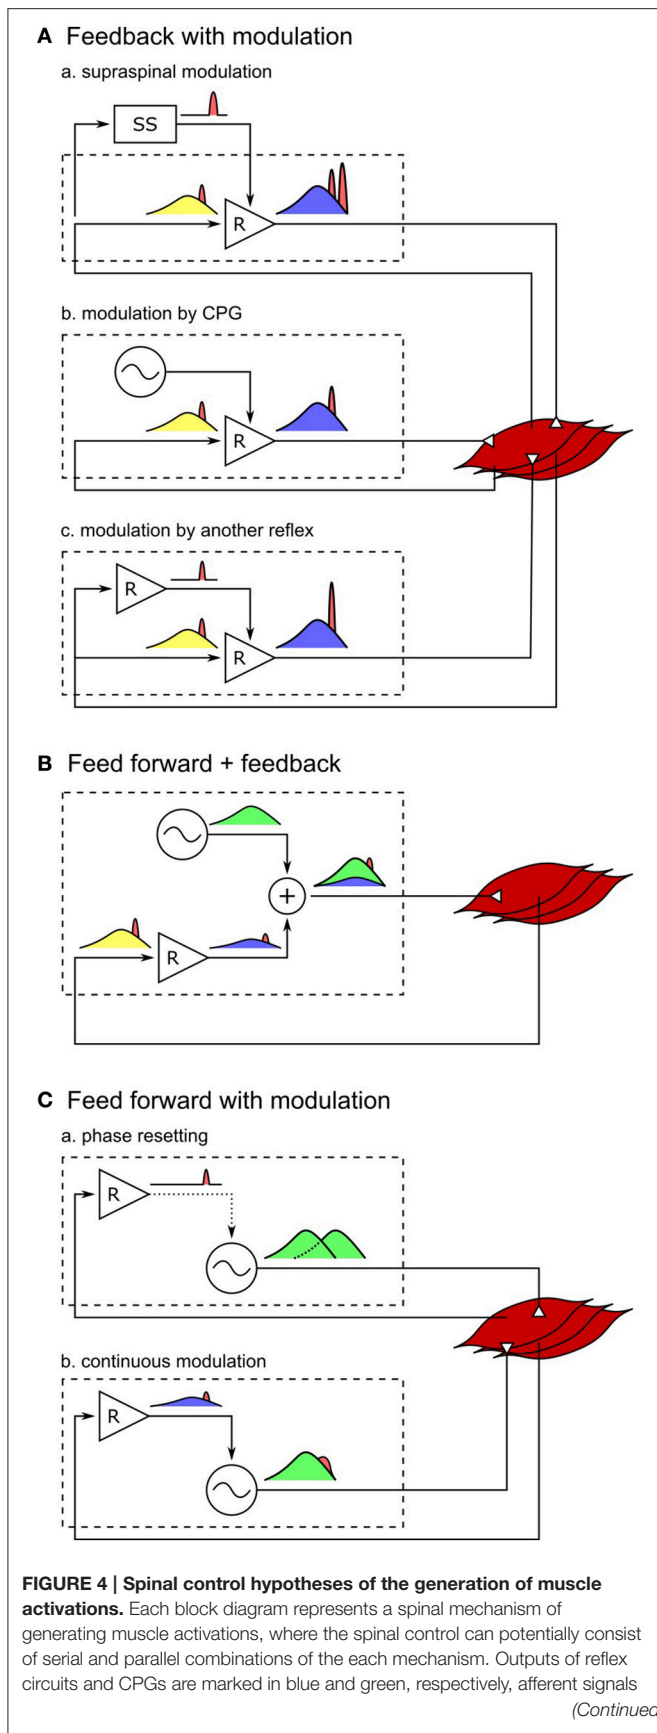 A Feedback with modulation
a. supraspinal modulation
SS
R
b. modulation by CPG
R
c. modulation by another reflex
R
R
B Feed forward + feedback
+
R
C Feed forward with modulation
a. phase resetting
R
b. continuous modulation
R
FIGURE 4 | Spinal control hypotheses of the generation of muscle
activations. Each block diagram represents a spinal mechanism of
generating muscle activations, where the spinal control can potentially consist
of serial and parallel combinations of the each mechanism. Outputs of reflex
circuits and CPGs are marked in blue and green, respectively, afferent signals
(Continued